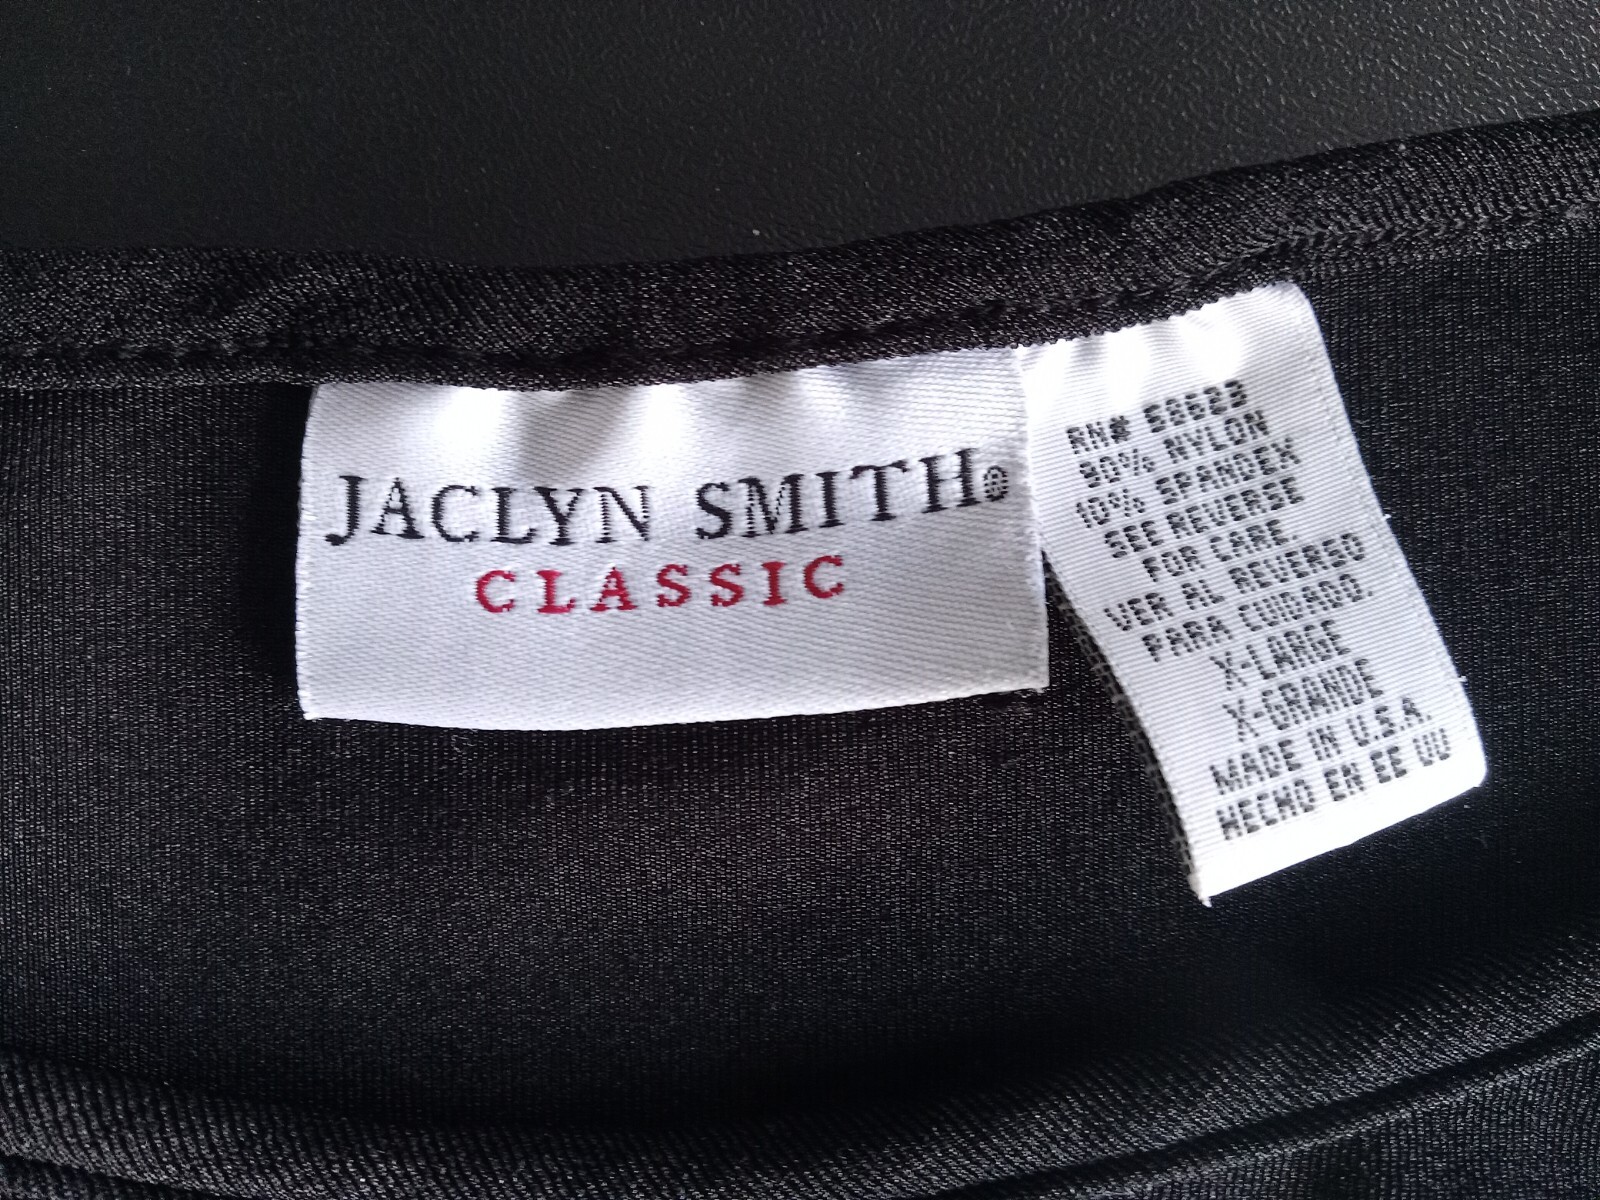 JACLYN SMITH®
CLASSIC
RN# 58623
90% NYLON
10% SPANDEX
SEE REVERSE
FOR CARE
VER AL REVERSO
PARA CUIDADO.
X-LARGE
X-GRANDE
MADE IN U.S.A.
HECHO EN EE UU